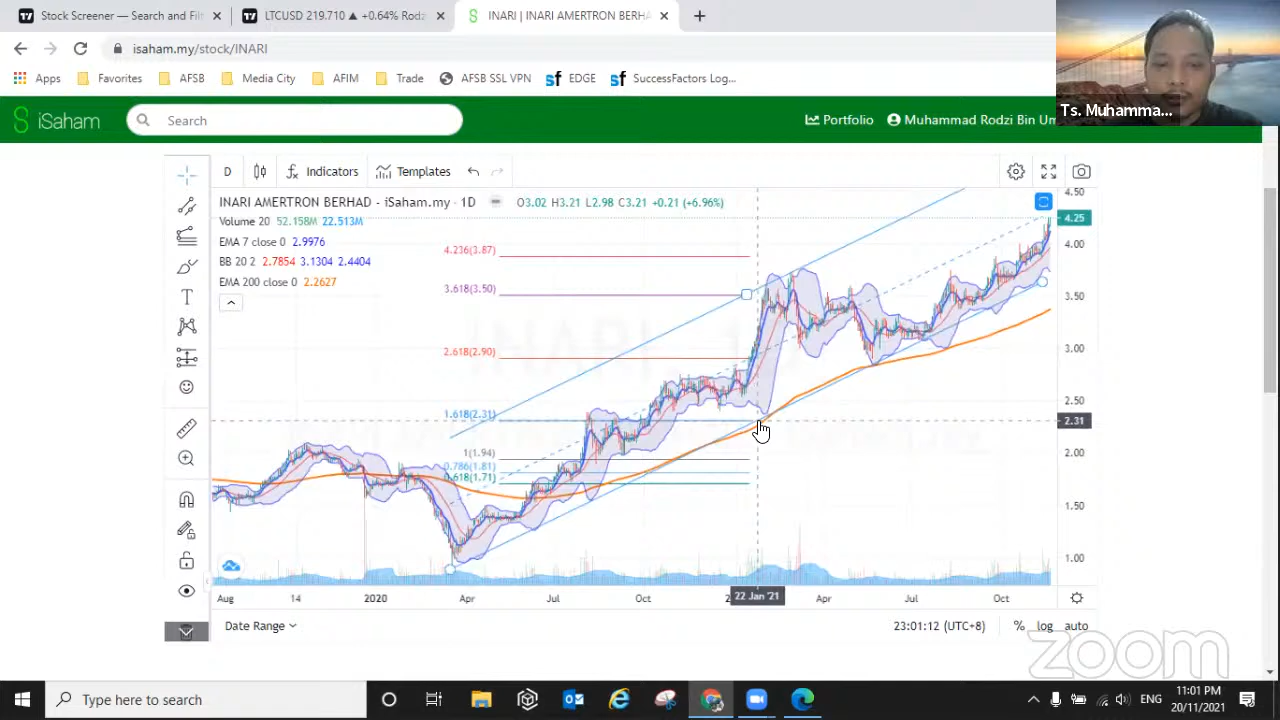 Stock Screener — Search and Filt
LTCUSD 219.710 ▲ +0.64% Rodz
INARI | INARI AMERTRON BERHA
isaham.my/stock/INARI
Apps Favorites AFSB Media City AFIM Trade AFSB SSL VPN EDGE SuccessFactors Log...
Ts. Muhamma...
iSaham Search Portfolio Muhammad Rodzi Bin Um
D Indicators Templates
INARI AMERTRON BERHAD - iSaham.my · 1D O3.02 H3.21 L2.98 C3.21 +0.21 (+6.96%)
Volume 20 52.158M 22.513M
EMA 7 close 0 2.9976
BB 20 2 2.7854 3.1304 2.4404
EMA 200 close 0 2.2627
4.236(3.87)
3.618(3.50)
2.618(2.90)
1.618(2.31)
1(1.94)
0.786(1.81)
0.618(1.71)
INARI, 1D
4.50
4.25
4.00
3.50
3.00
2.50
2.31
2.00
1.50
1.00
Aug 14 2020 Apr Jul Oct 22 Jan '21 Apr Jul Oct
Date Range 23:01:12 (UTC+8) % log auto
zoom
Type here to search ENG 11:01 PM
20/11/2021